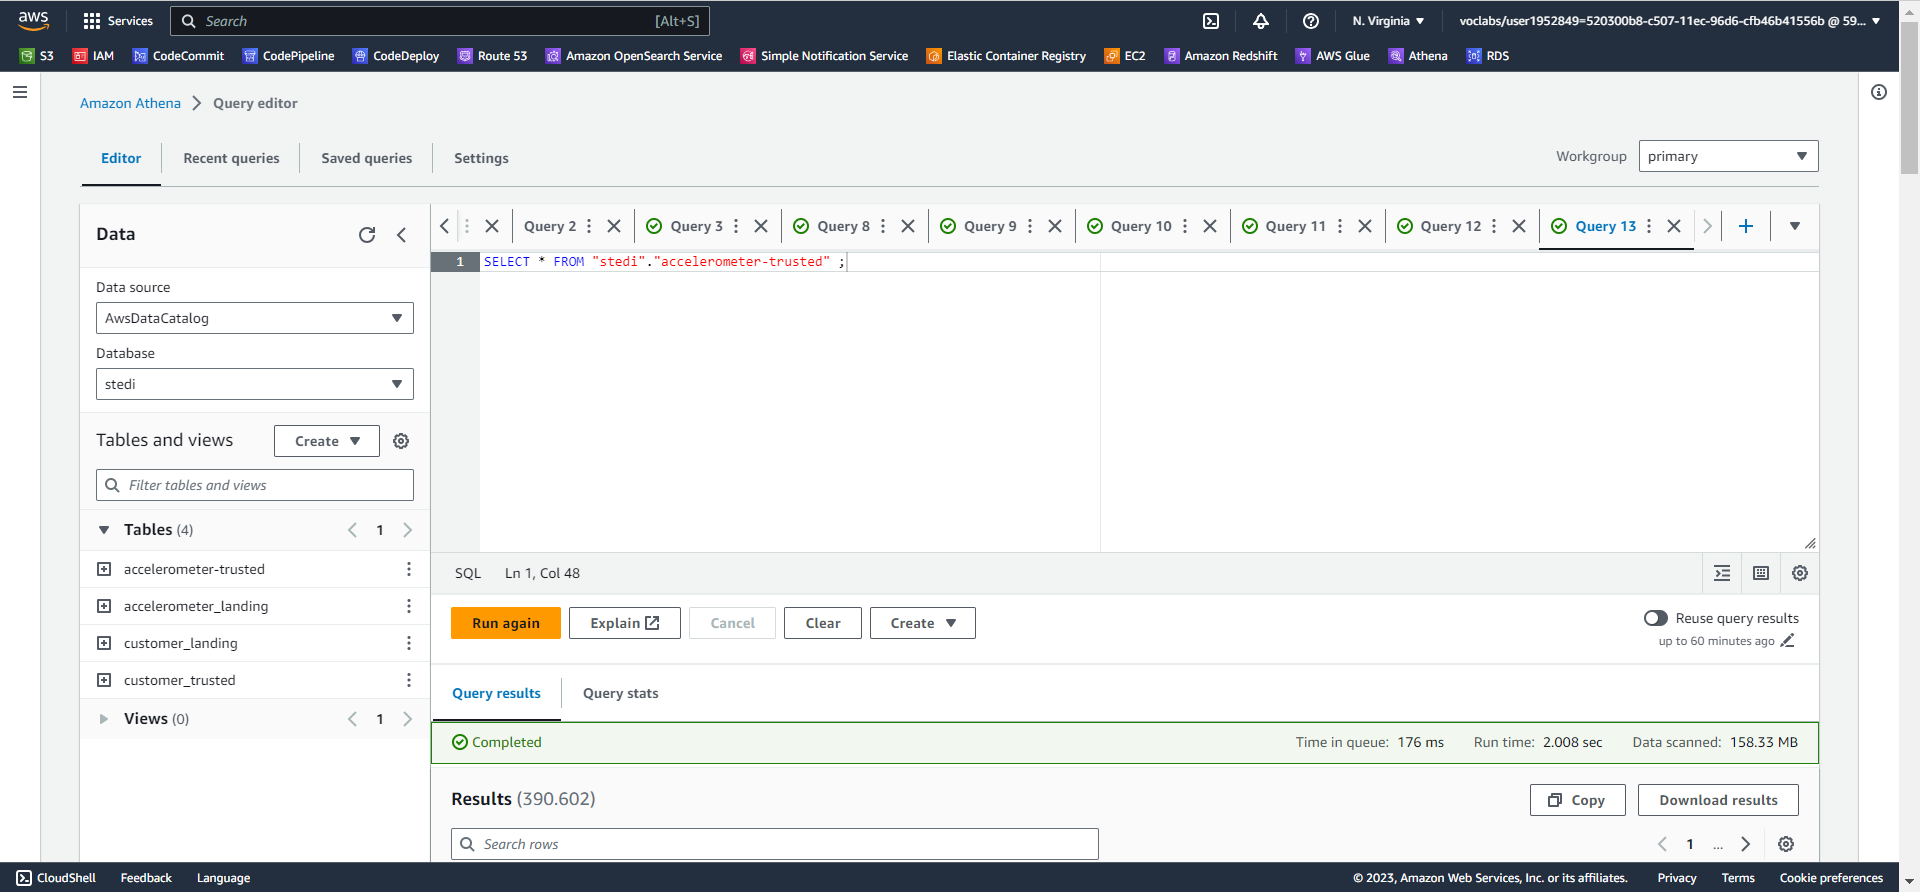 aws Services Search [Alt+S] N. Virginia voclabs/user1952849=520300b8-c507-11ec-96d6-cfb46b41556b @ 59...
S3 IAM CodeCommit CodePipeline CodeDeploy Route 53 Amazon OpenSearch Service Simple Notification Service Elastic Container Registry EC2 Amazon Redshift AWS Glue Athena RDS
Amazon Athena > Query editor
Editor Recent queries Saved queries Settings
Workgroup primary
Data
Data source
AwsDataCatalog
Database
stedi
Tables and views Create
Filter tables and views
Tables (4) 1
accelerometer-trusted
accelerometer_landing
customer_landing
customer_trusted
Views (0) 1
Query 2 Query 3 Query 8 Query 9 Query 10 Query 11 Query 12 Query 13
1 SELECT * FROM "stedi"."accelerometer-trusted" ;
SQL Ln 1, Col 48
Run again Explain Cancel Clear Create
Reuse query results
up to 60 minutes ago
Query results Query stats
Completed Time in queue: 176 ms Run time: 2.008 sec Data scanned: 158.33 MB
Results (390.602) Copy Download results
Search rows 1 ...
CloudShell Feedback Language © 2023, Amazon Web Services, Inc. or its affiliates. Privacy Terms Cookie preferences